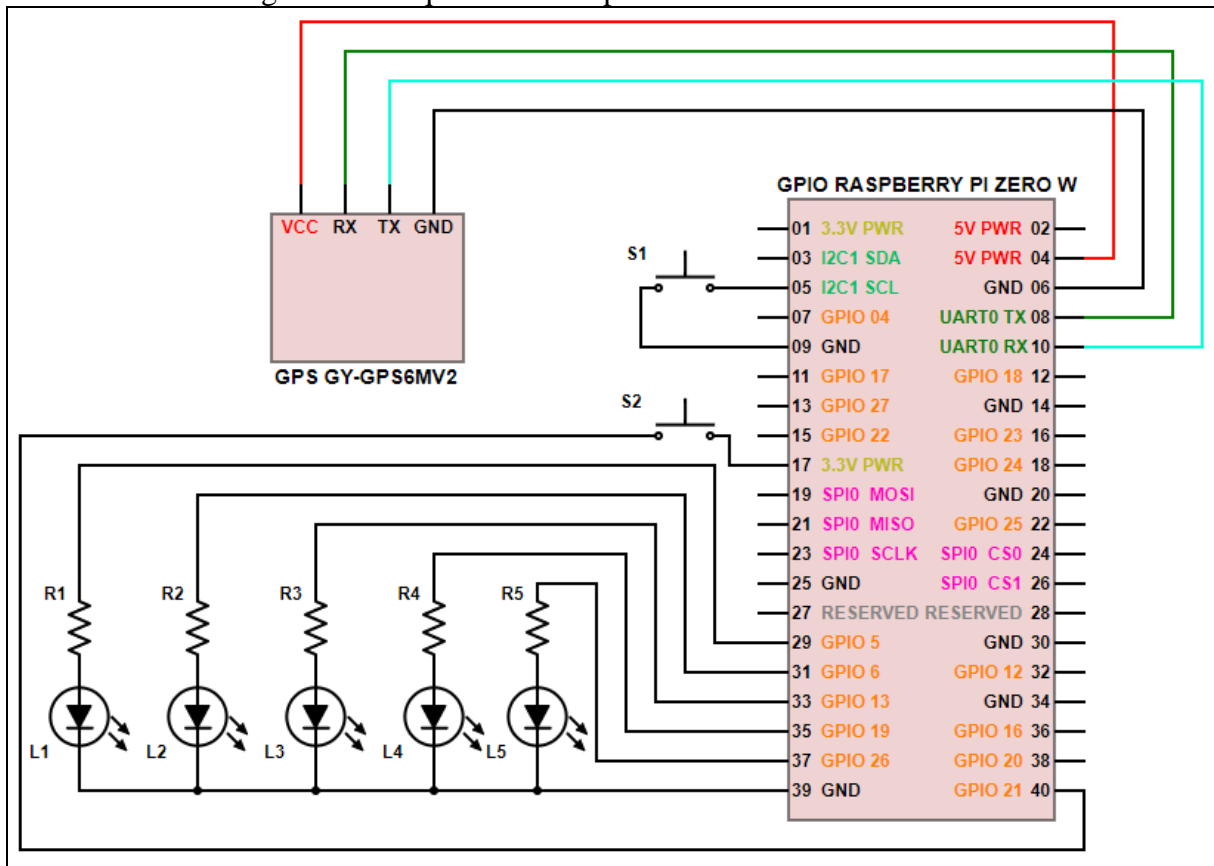 GPIO RASPBERRY PI ZERO W
VCC RX TX GND
GPS GY-GPS6MV2
S1
S2
01 3.3V PWR 5V PWR 02
03 I2C1 SDA 5V PWR 04
05 I2C1 SCL GND 06
07 GPIO 04 UART0 TX 08
09 GND UART0 RX 10
11 GPIO 17 GPIO 18 12
13 GPIO 27 GND 14
15 GPIO 22 GPIO 23 16
17 3.3V PWR GPIO 24 18
19 SPI0 MOSI GND 20
21 SPI0 MISO GPIO 25 22
23 SPI0 SCLK SPI0 CS0 24
25 GND SPI0 CS1 26
27 RESERVED RESERVED 28
29 GPIO 5 GND 30
31 GPIO 6 GPIO 12 32
33 GPIO 13 GND 34
35 GPIO 19 GPIO 16 36
37 GPIO 26 GPIO 20 38
39 GND GPIO 21 40
R1 R2 R3 R4 R5
L1 L2 L3 L4 L5